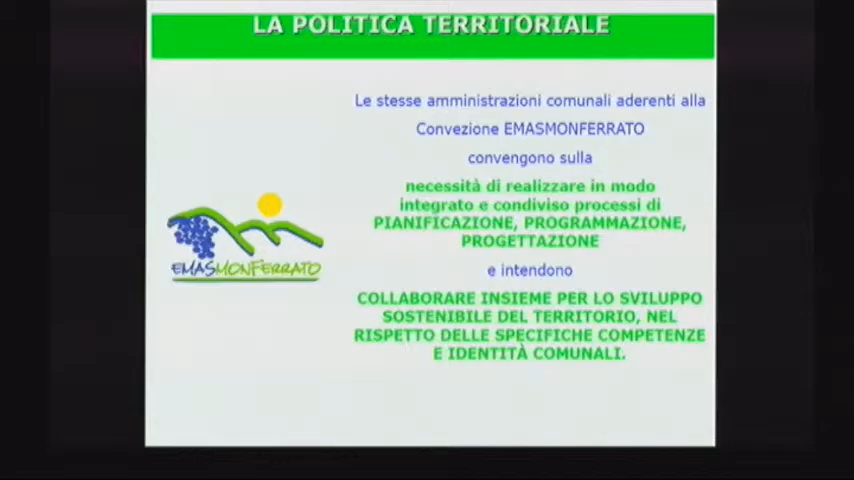 LA POLITICA TERRITORIALE
Le stesse amministrazioni comunali aderenti alla
Convezione EMASMONFERRATO
convengono sulla
necessità di realizzare in modo
integrato e condiviso processi di
PIANIFICAZIONE, PROGRAMMAZIONE,
PROGETTAZIONE
e intendono
COLLABORARE INSIEME PER LO SVILUPPO
SOSTENIBILE DEL TERRITORIO, NEL
RISPETTO DELLE SPECIFICHE COMPETENZE
E IDENTITÀ COMUNALI.
EMASMONFERRATO